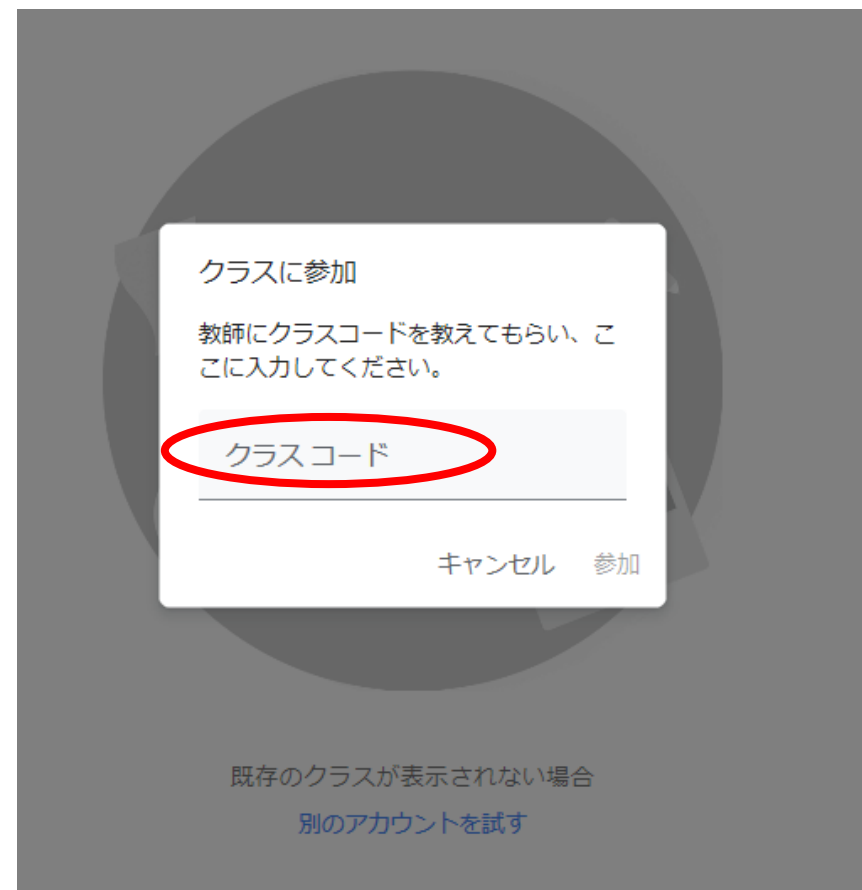 クラスに参加
教師にクラスコードを教えてもらい、こ
こに入力してください。
クラス コード
キャンセル 参加
既存のクラスが表示されない場合
別のアカウントを試す